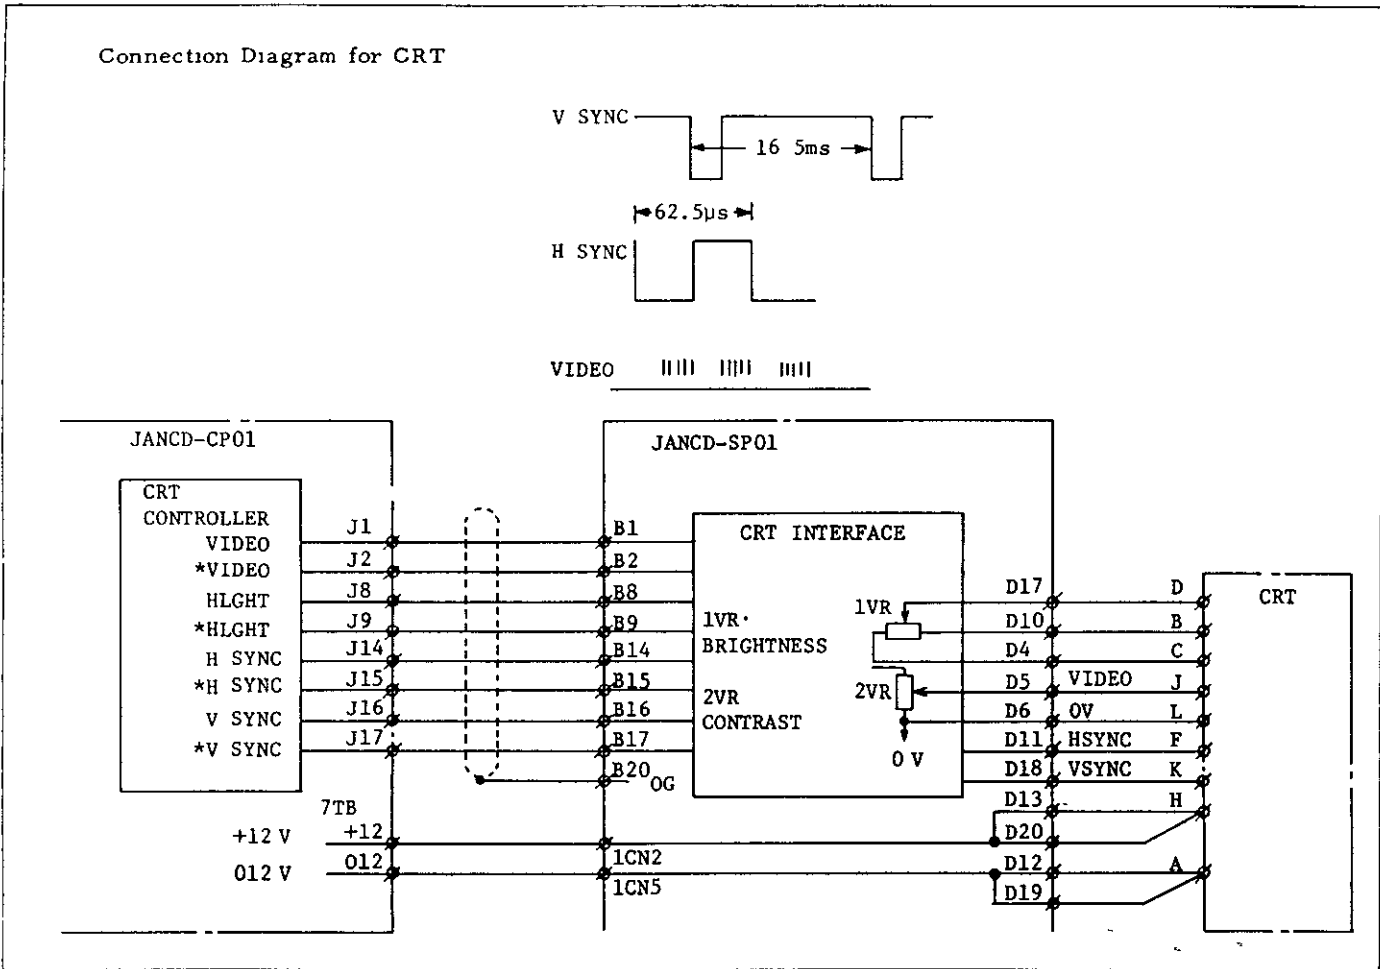 Connection Diagram for CRT
V SYNC
16 5ms
62.5µs
H SYNC
VIDEO
JANCD-CP01
JANCD-SP01
CRT
CONTROLLER
VIDEO
*VIDEO
HLGHT
*HLGHT
H SYNC
*H SYNC
V SYNC
*V SYNC
J1
J2
J8
J9
J14
J15
J16
J17
B1
B2
B8
B9
B14
B15
B16
B17
B20
OG
CRT INTERFACE
1VR·
BRIGHTNESS
2VR
CONTRAST
1VR
2VR
0 V
D17
D10
D4
D5
D6
D11
D18
D13
D20
D12
D19
VIDEO
0V
HSYNC
VSYNC
D
B
C
J
L
F
K
H
A
CRT
7TB
+12 V
+12
012 V
012
1CN2
1CN5